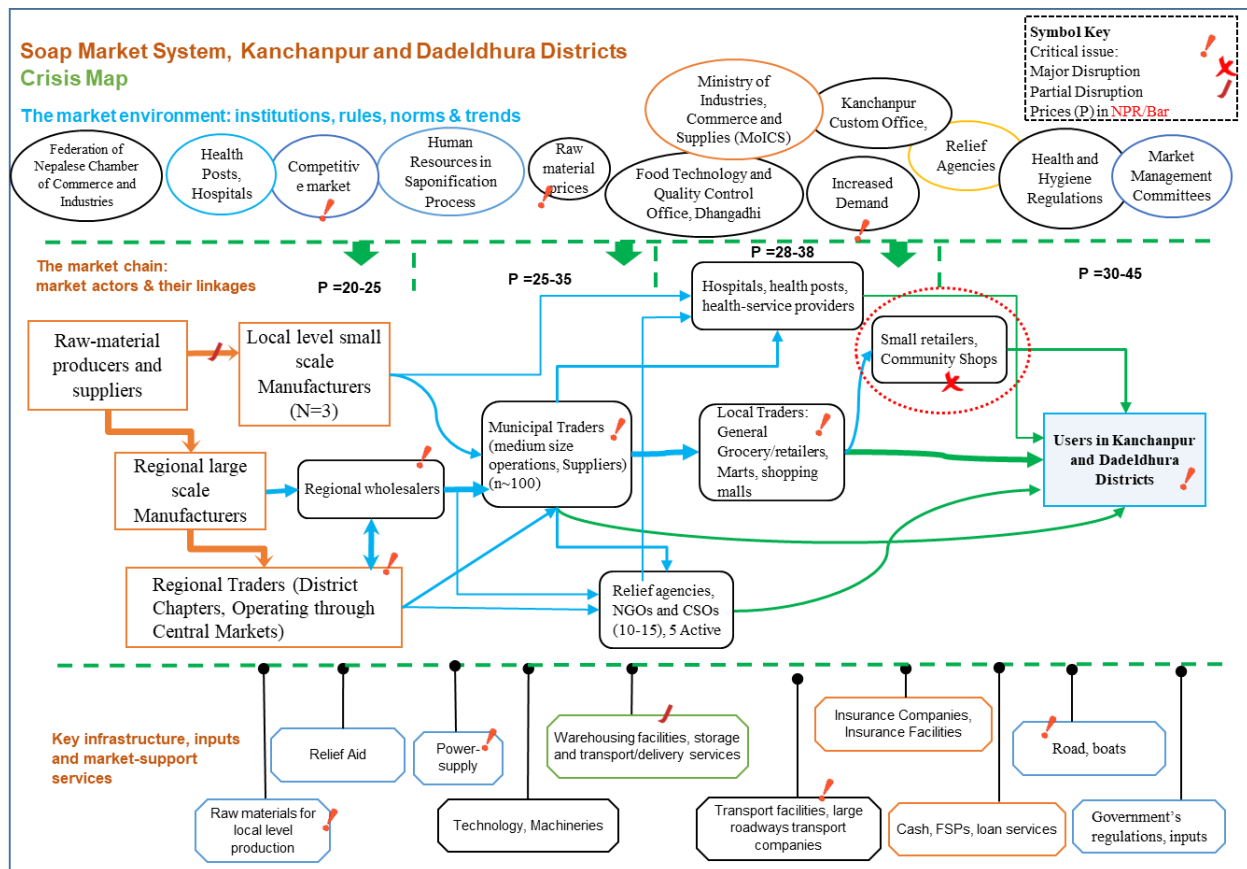 Soap Market System, Kanchanpur and Dadeldhura Districts
Crisis Map
Symbol Key
Critical issue:
Major Disruption
Partial Disruption
Prices (P) in NPR/Bar
The market environment: institutions, rules, norms & trends
Federation of
Nepalese Chamber
of Commerce and
Industries
Health
Posts,
Hospitals
Competitiv
e market
Human
Resources in
Saponification
Process
Raw
material
prices
Ministry of
Industries,
Commerce and
Supplies (MoICS)
Food Technology and
Quality Control
Office, Dhangadhi
Kanchanpur
Custom Office,
Increased
Demand
Relief
Agencies
Health and
Hygiene
Regulations
Market
Management
Committees
The market chain:
market actors & their linkages
P =20-25
P =25-35
P =28-38
P =30-45
Raw-material
producers and
suppliers
Local level small
scale
Manufacturers
(N=3)
Hospitals, health posts,
health-service providers
Small retailers,
Community Shops
Regional large
scale
Manufacturers
Regional wholesalers
Municipal Traders
(medium size
operations, Suppliers)
(n~100)
Local Traders:
General
Grocery/retailers,
Marts, shopping
malls
Users in Kanchanpur
and Dadeldhura
Districts
Regional Traders (District
Chapters, Operating through
Central Markets)
Relief agencies,
NGOs and CSOs
(10-15), 5 Active
Key infrastructure, inputs
and market-support
services
Raw materials for
local level
production
Relief Aid
Power-
supply
Technology, Machineries
Warehousing facilities, storage
and transport/delivery services
Transport facilities, large
roadways transport
companies
Insurance Companies,
Insurance Facilities
Cash, FSPs, loan services
Road, boats
Government's
regulations, inputs